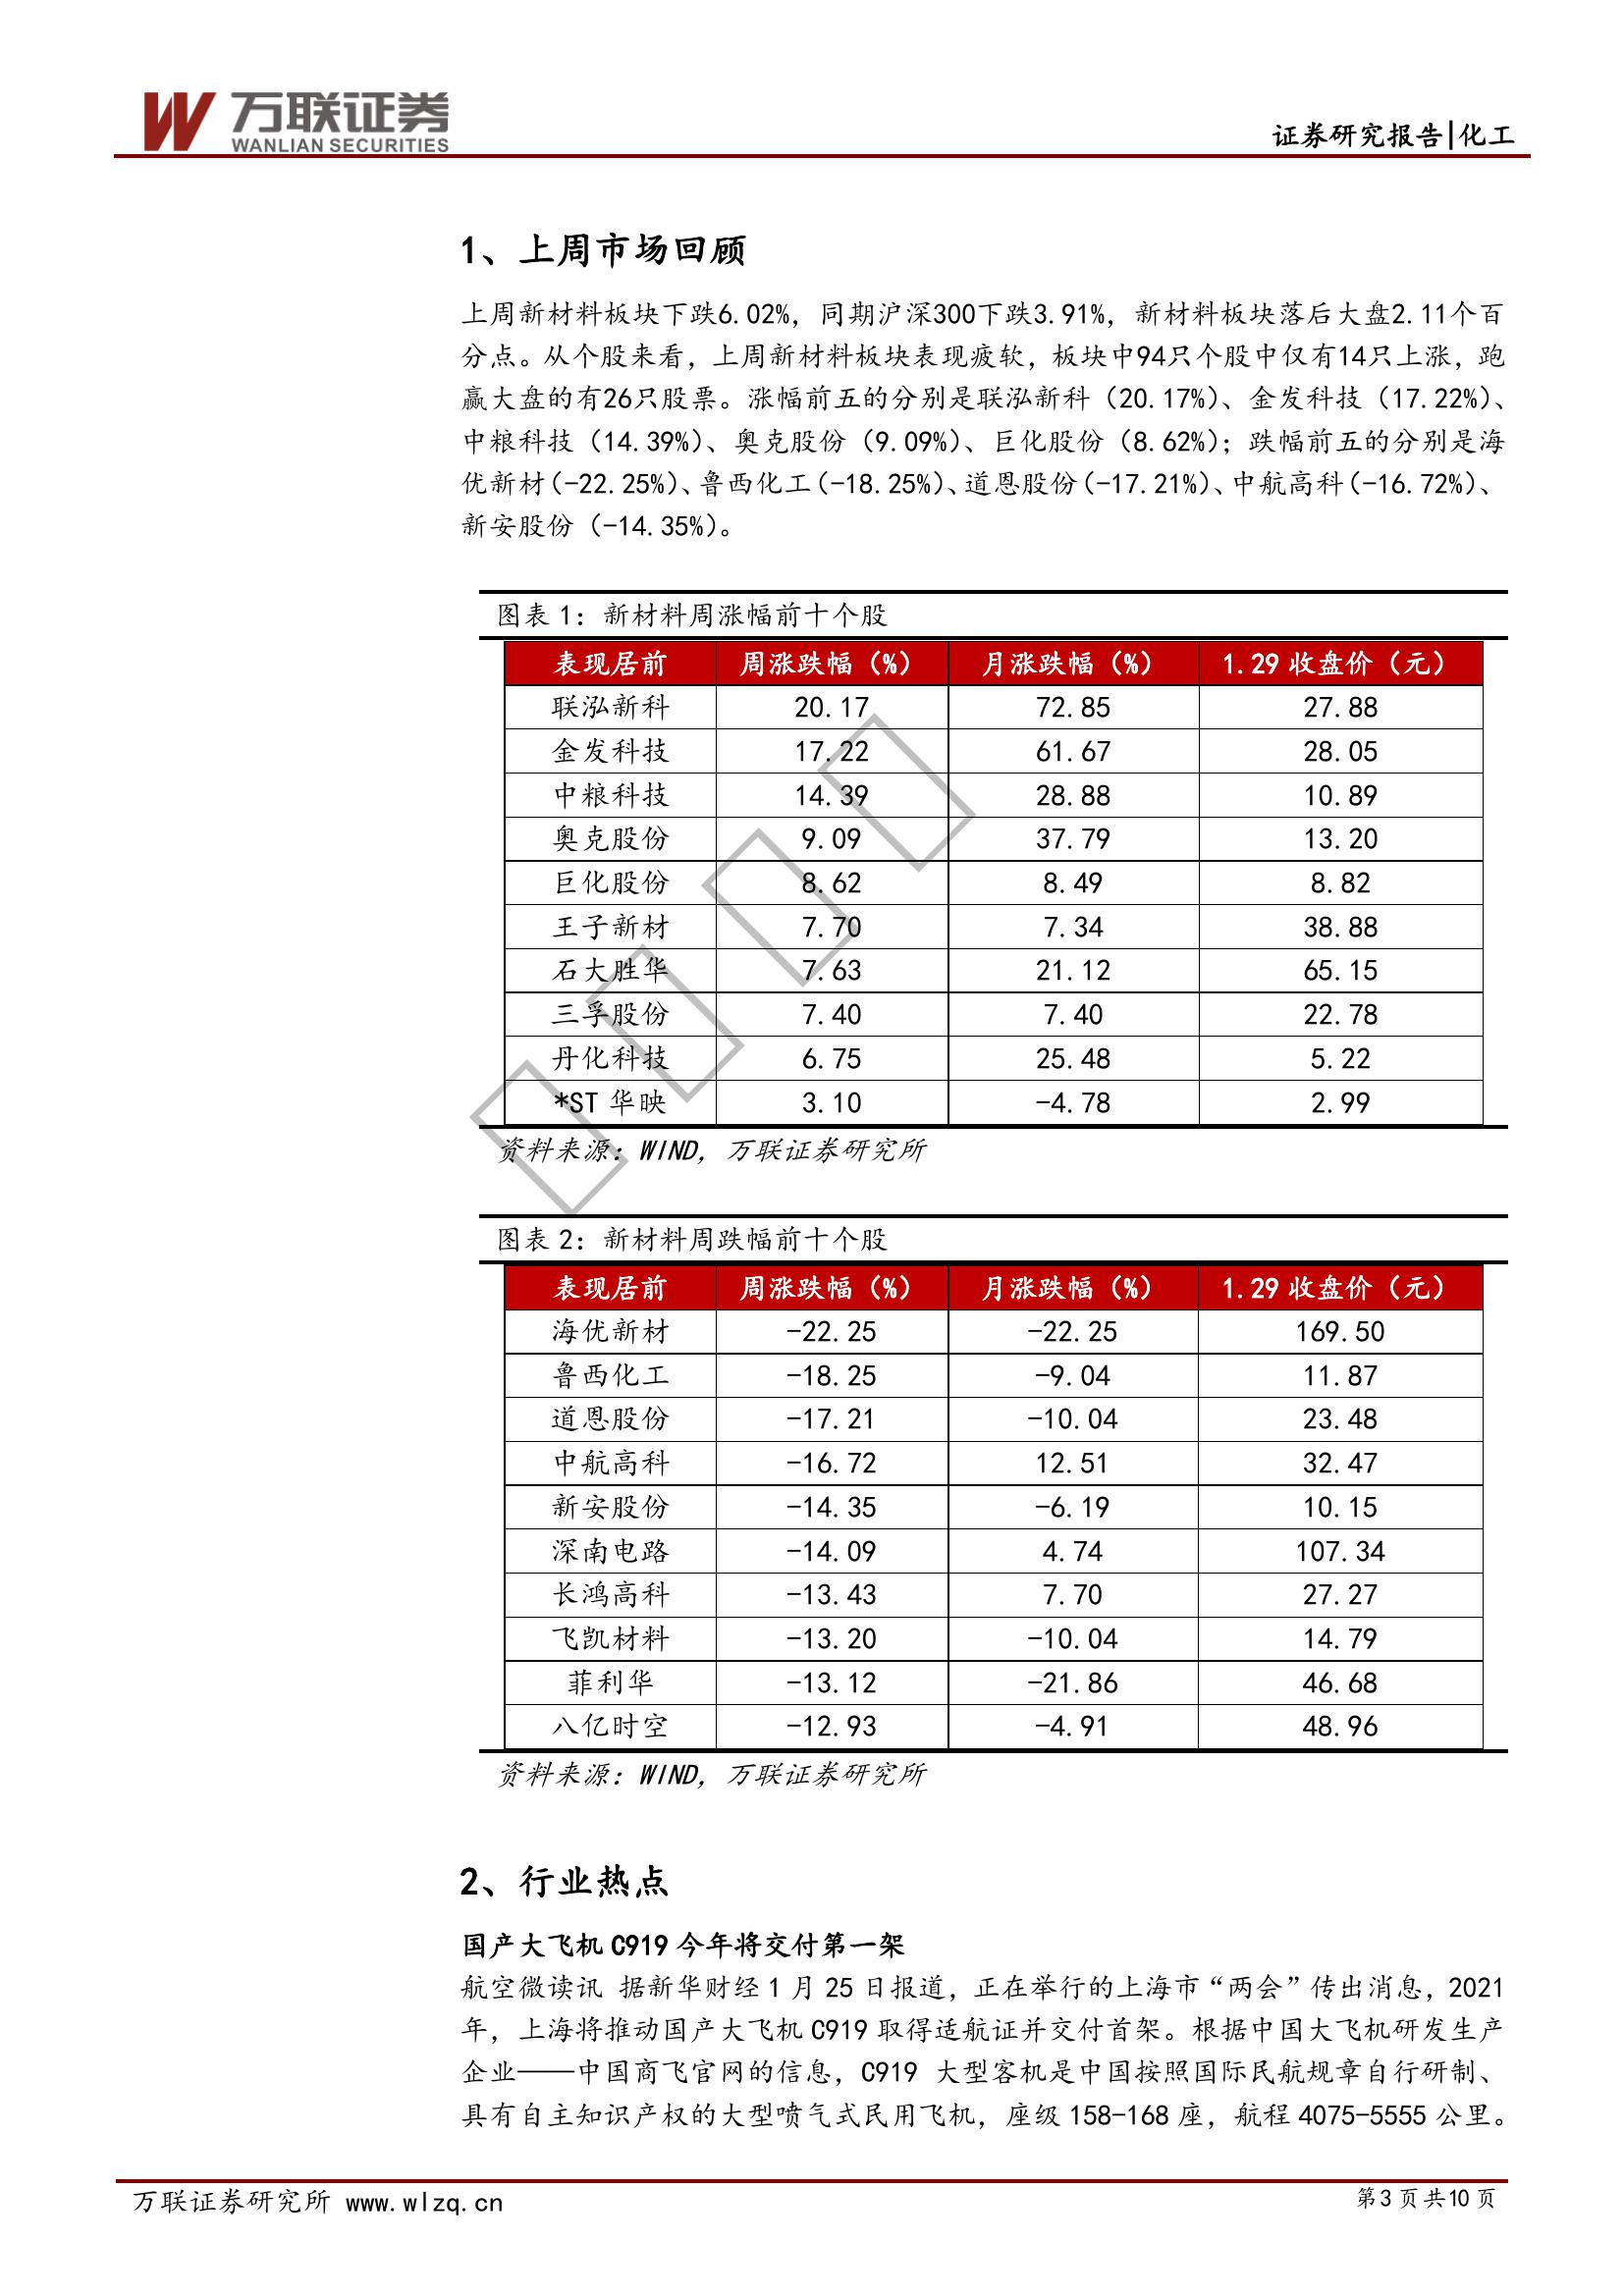 万联证券
WANLIAN SECURITIES
证券研究报告|化工
1、上周市场回顾
上周新材料板块下跌6.02%，同期沪深300下跌3.91%，新材料板块落后大盘2.11个百
分点。从个股来看，上周新材料板块表现疲软，板块中94只个股中仅有14只上涨，跑
赢大盘的有26只股票。涨幅前五的分别是联泓新科（20.17%）、金发科技（17.22%）、
中粮科技（14.39%）、奥克股份（9.09%）、巨化股份（8.62%）；跌幅前五的分别是海
优新材（-22.25%）、鲁西化工（-18.25%）、道恩股份（-17.21%）、中航高科（-16.72%）、
新安股份（-14.35%）。
图表 1：新材料周涨幅前十个股
表现居前 周涨跌幅（%） 月涨跌幅（%） 1.29 收盘价（元）
联泓新科 20.17 72.85 27.88
金发科技 17.22 61.67 28.05
中粮科技 14.39 28.88 10.89
奥克股份 9.09 37.79 13.20
巨化股份 8.62 8.49 8.82
王子新材 7.70 7.34 38.88
石大胜华 7.63 21.12 65.15
三孚股份 7.40 7.40 22.78
丹化科技 6.75 25.48 5.22
*ST 华映 3.10 -4.78 2.99
资料来源：WIND，万联证券研究所
图表 2：新材料周跌幅前十个股
表现居前 周涨跌幅（%） 月涨跌幅（%） 1.29 收盘价（元）
海优新材 -22.25 -22.25 169.50
鲁西化工 -18.25 -9.04 11.87
道恩股份 -17.21 -10.04 23.48
中航高科 -16.72 12.51 32.47
新安股份 -14.35 -6.19 10.15
深南电路 -14.09 4.74 107.34
长鸿高科 -13.43 7.70 27.27
飞凯材料 -13.20 -10.04 14.79
菲利华 -13.12 -21.86 46.68
八亿时空 -12.93 -4.91 48.96
资料来源：WIND，万联证券研究所
2、行业热点
国产大飞机 C919 今年将交付第一架
航空微读讯 据新华财经 1 月 25 日报道，正在举行的上海市“两会”传出消息，2021
年，上海将推动国产大飞机 C919 取得适航证并交付首架。根据中国大飞机研发生产
企业——中国商飞官网的信息，C919 大型客机是中国按照国际民航规章自行研制、
具有自主知识产权的大型喷气式民用飞机，座级 158-168 座，航程 4075-5555 公里。
万联证券研究所 www.wlzq.cn
第 3 页 共 10 页